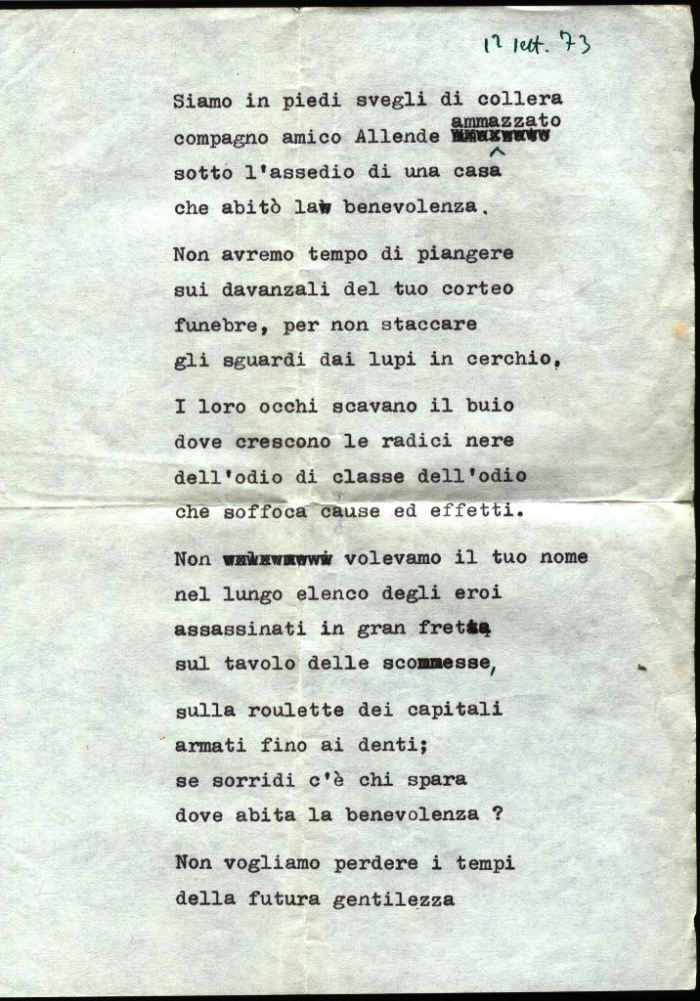 12 sett. 73
Siamo in piedi svegli di collera
ammazzato
compagno amico Allende
sotto l'assedio di una casa
che abitò la benevolenza.
Non avremo tempo di piangere
sui davanzali del tuo corteo
funebre, per non staccare
gli sguardi dai lupi in cerchio.
I loro occhi scavano il buio
dove crescono le radici nere
dell'odio di classe dell'odio
che soffoca cause ed effetti.
Non volevamo il tuo nome
nel lungo elenco degli eroi
assassinati in gran fretta
sul tavolo delle scommesse,
sulla roulette dei capitali
armati fino ai denti;
se sorridi c'è chi spara
dove abita la benevolenza ?
Non vogliamo perdere i tempi
della futura gentilezza